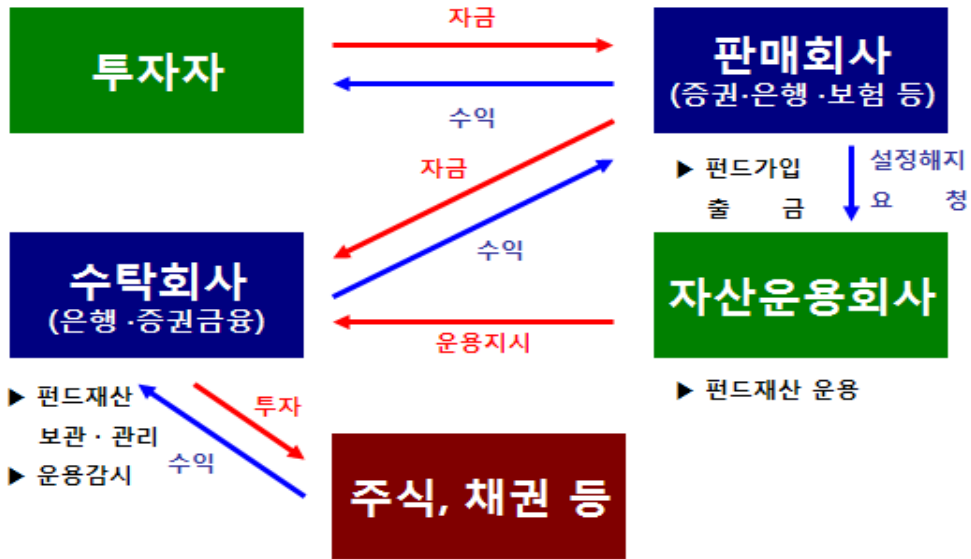 자금
투자자
판매회사
(증권·은행 ·보험 등)
수익
자금
▶ 펀드가입
출 금
설정해지
요 청
수익
수탁회사
(은행 ·증권금융)
자산운용회사
운용지시
▶ 펀드재산
보관 · 관리
▶ 운용감시
투자
수익
▶ 펀드재산 운용
주식, 채권 등